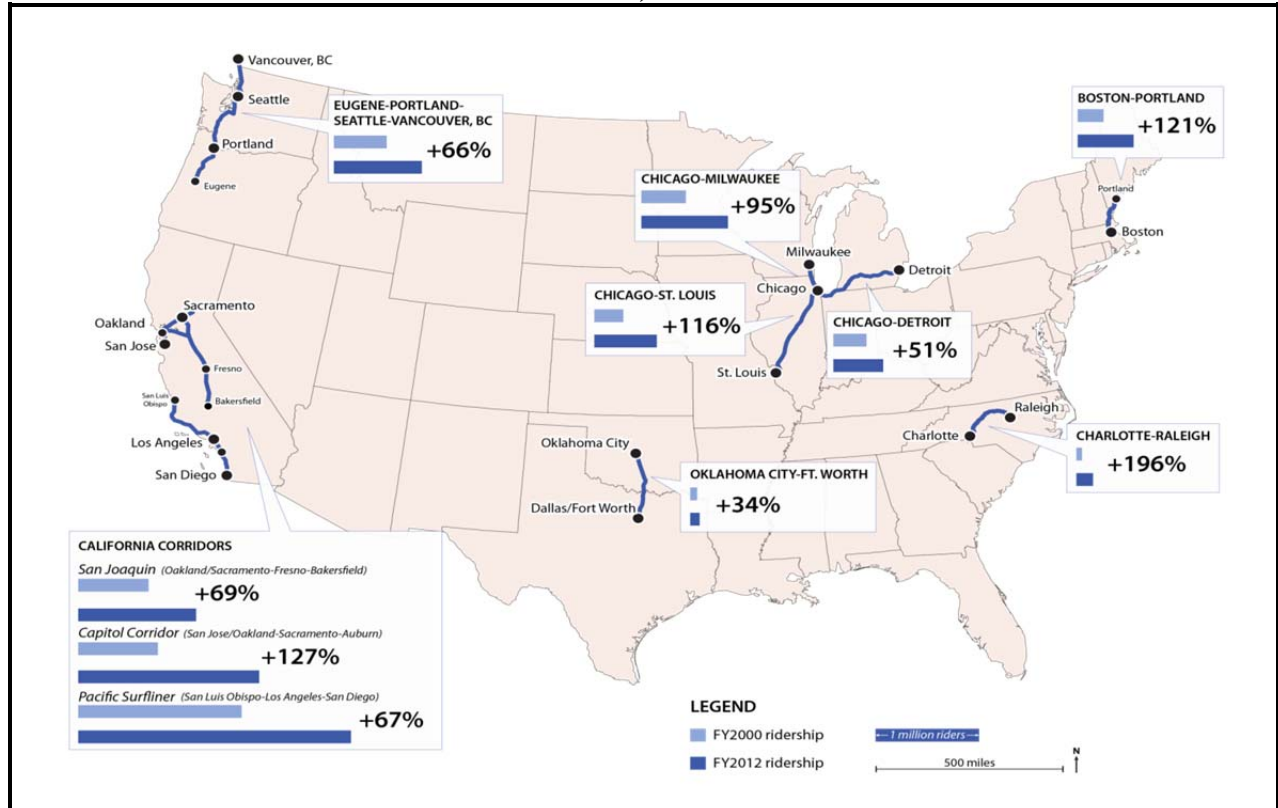 Vancouver, BC
Seattle
Portland
Eugene
EUGENE-PORTLAND-
SEATTLE-VANCOUVER, BC
+66%
BOSTON-PORTLAND
+121%
Portland
Boston
CHICAGO-MILWAUKEE
+95%
Milwaukee
Chicago
Detroit
CHICAGO-ST. LOUIS
+116%
CHICAGO-DETROIT
+51%
St. Louis
Sacramento
Oakland
San Jose
Fresno
San Luis
Obispo
Bakersfield
Los Angeles
San Diego
Oklahoma City
Dallas/Fort Worth
OKLAHOMA CITY-FT. WORTH
+34%
Raleigh
Charlotte
CHARLOTTE-RALEIGH
+196%
CALIFORNIA CORRIDORS
San Joaquin (Oakland/Sacramento-Fresno-Bakersfield)
+69%
Capitol Corridor (San Jose/Oakland-Sacramento-Auburn)
+127%
Pacific Surfliner (San Luis Obispo-Los Angeles-San Diego)
+67%
LEGEND
FY2000 ridership
FY2012 ridership
1 million riders
500 miles
N